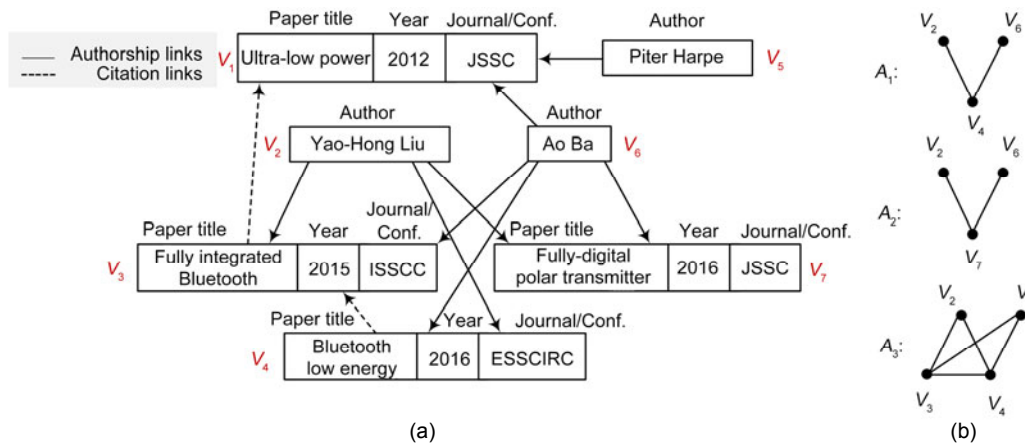 Paper title Year Journal/Conf.
Author
Authorship links
Citation links
V1 Ultra-low power 2012 JSSC
Piter Harpe V5
Author
Author
V2 Yao-Hong Liu
Ao Ba V6
Paper title Year Journal/
Conf.
V3 Fully integrated
Bluetooth 2015 ISSCC
Paper title Year Journal/Conf.
Fully-digital
polar transmitter 2016 JSSC V7
Paper title Year Journal/Conf.
V4 Bluetooth
low energy 2016 ESSCIRC
(a)
V2 V6
A1:
V4
V2 V6
A2:
V7
V2 V
A3:
V3 V4
(b)